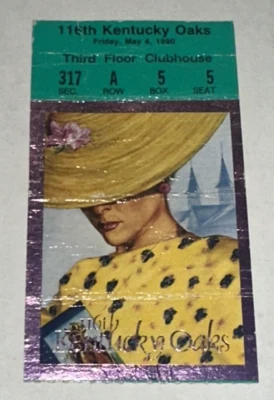 116th Kentucky Oaks
Friday, May 4, 1990
Third Floor Clubhouse
317 A 5 5
SEC. ROW BOX SEAT
116th
Kentucky Oaks